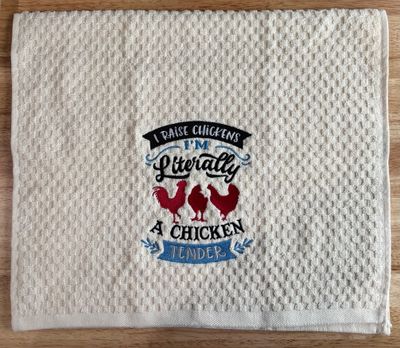 I RAISE CHICKENS
I'M
Literally
A CHICKEN
TENDER